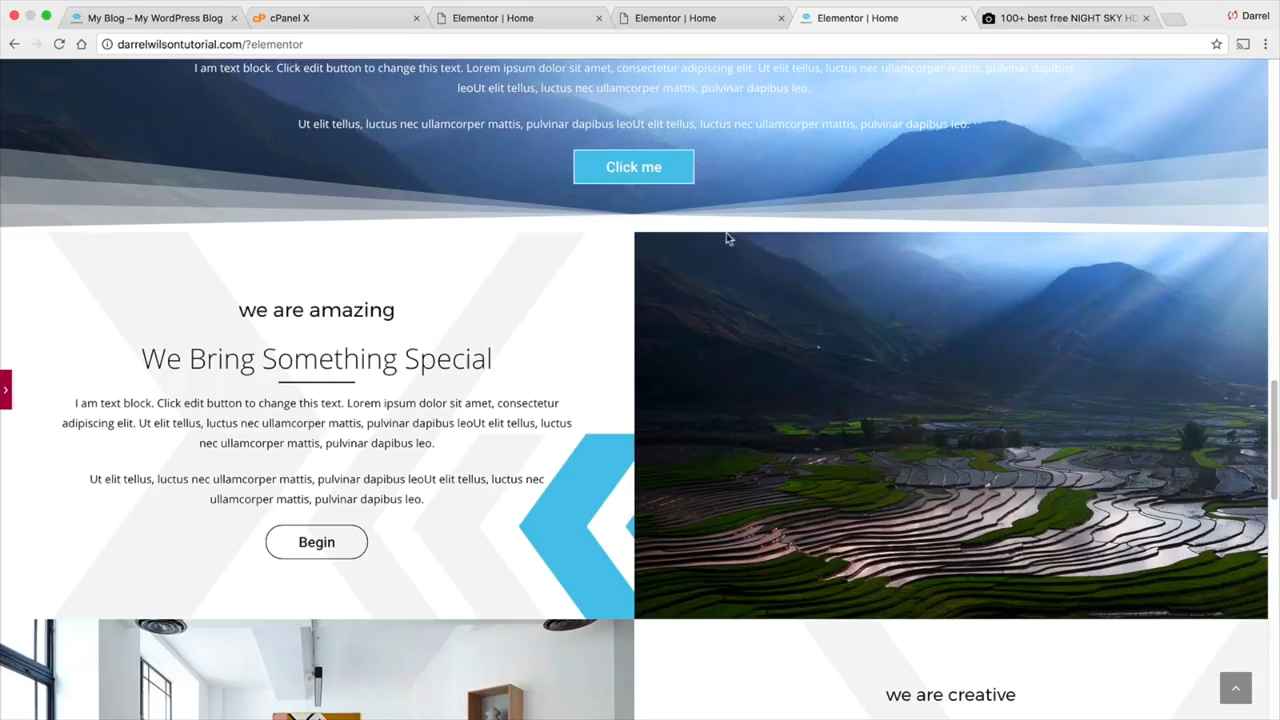 My Blog – My WordPress Blog
cPanel X
Elementor | Home
Elementor | Home
Elementor | Home
100+ best free NIGHT SKY HD
Darrel
darrelwilsontutorial.com/?elementor
I am text block. Click edit button to change this text. Lorem ipsum dolor sit amet, consectetur adipiscing elit. Ut elit tellus, luctus nec ullamcorper mattis, pulvinar dapibus
leoUt elit tellus, luctus nec ullamcorper mattis, pulvinar dapibus leo.
Ut elit tellus, luctus nec ullamcorper mattis, pulvinar dapibus leoUt elit tellus, luctus nec ullamcorper mattis, pulvinar dapibus leo.
Click me
we are amazing
We Bring Something Special
I am text block. Click edit button to change this text. Lorem ipsum dolor sit amet, consectetur
adipiscing elit. Ut elit tellus, luctus nec ullamcorper mattis, pulvinar dapibus leoUt elit tellus, luctus
nec ullamcorper mattis, pulvinar dapibus leo.
Ut elit tellus, luctus nec ullamcorper mattis, pulvinar dapibus leoUt elit tellus, luctus nec
ullamcorper mattis, pulvinar dapibus leo.
Begin
we are creative